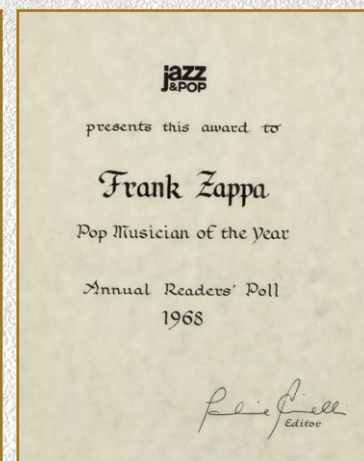 jazz
&POP
presents this award to
Frank Zappa
Pop Musician of the Year
Annual Readers' Poll
1968
Editor